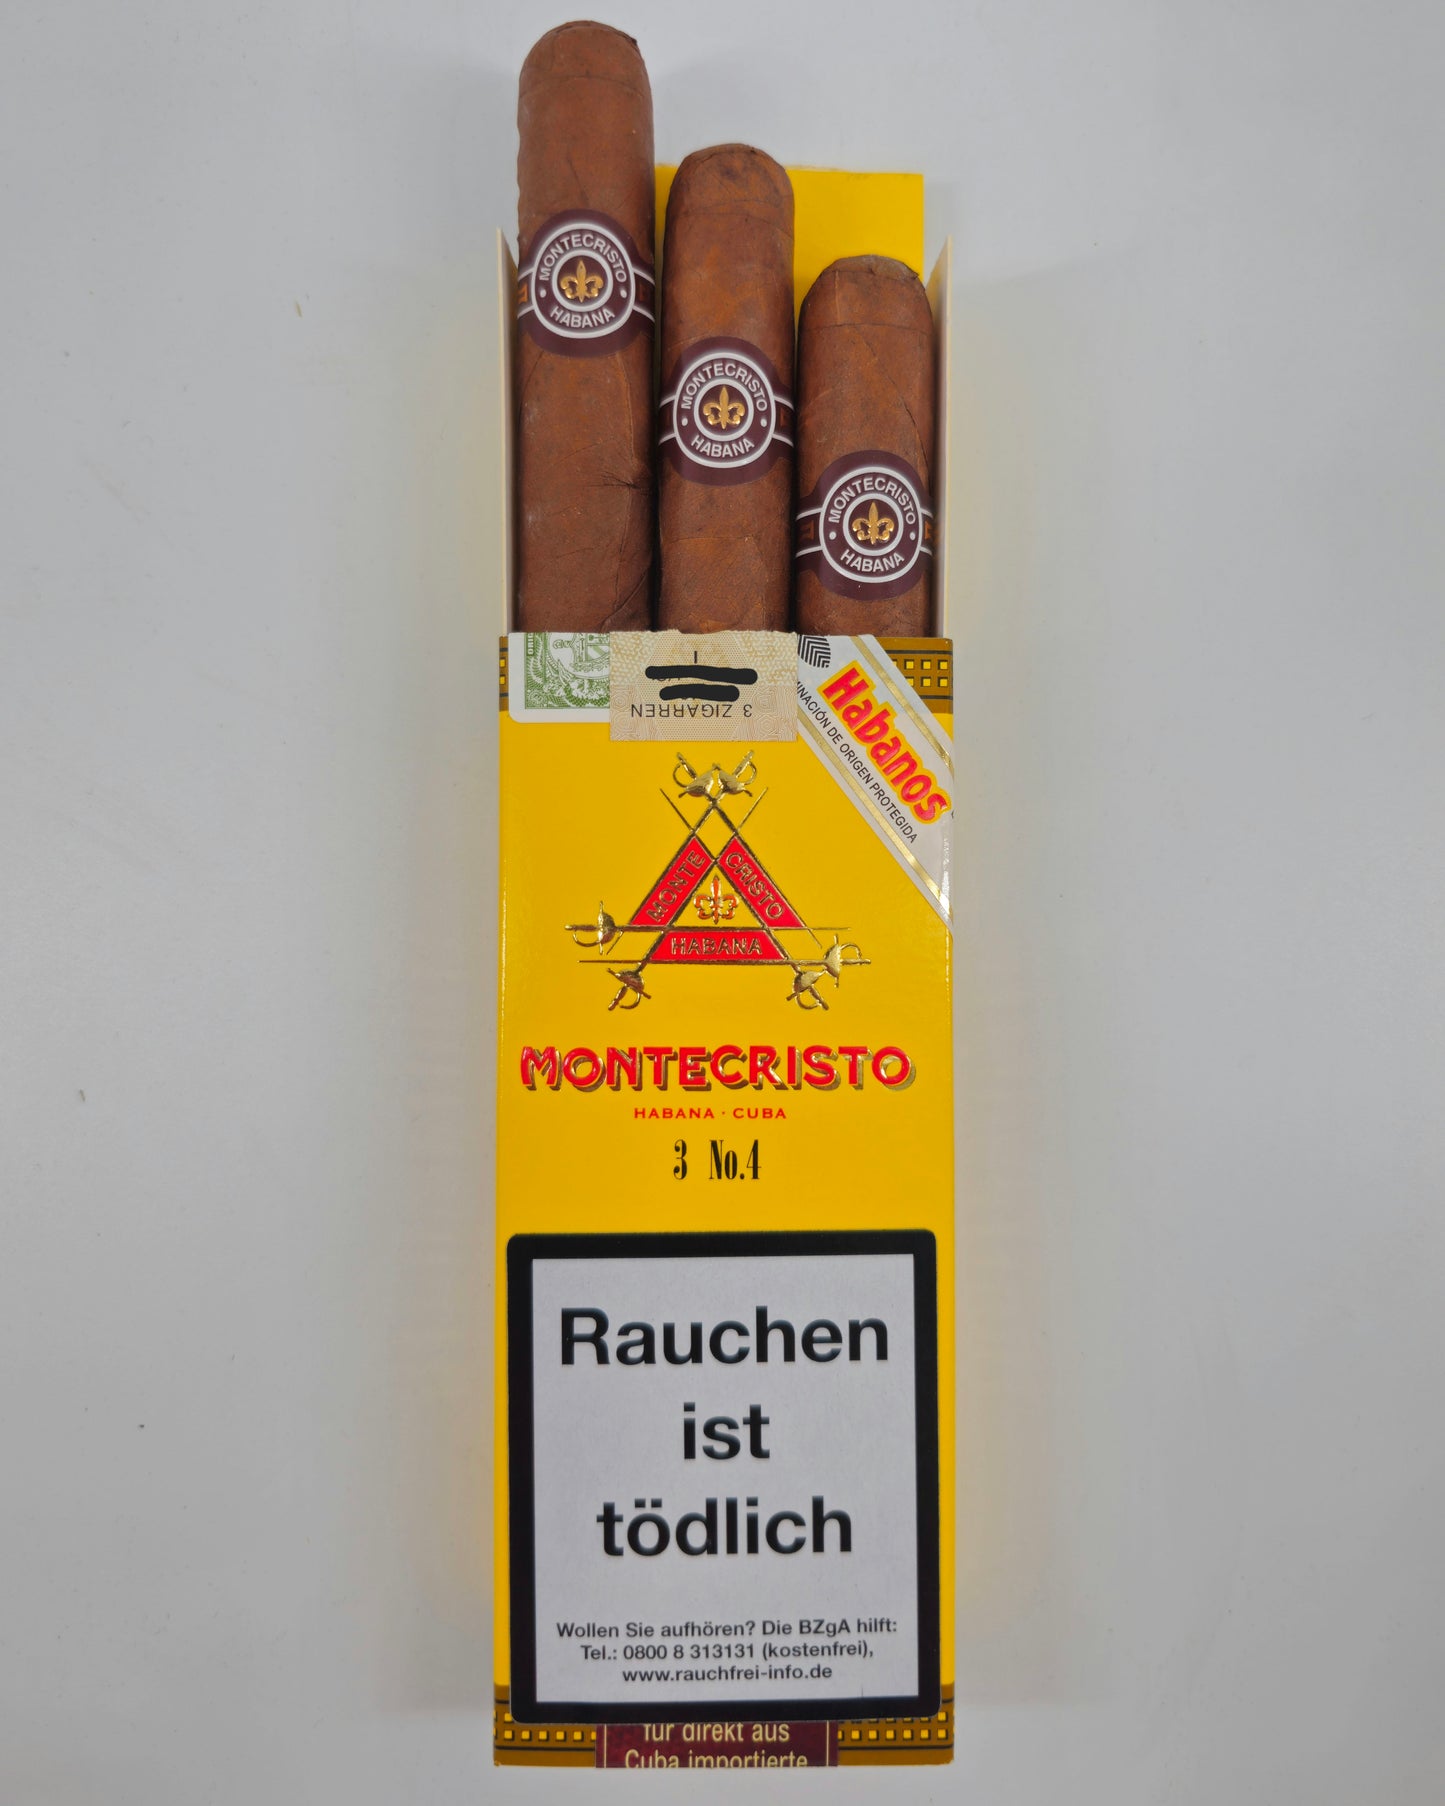 MONTECRISTO
HABANA
MONTECRISTO
HABANA
MONTECRISTO
HABANA
3 ZIGARREN
Habanos
DE ORIGEN PROTEGIDA
MONTE CRISTO
HABANA
MONTECRISTO
HABANA · CUBA
3 No.4
Rauchen
ist
tödlich
Wollen Sie aufhören? Die BZgA hilft:
Tel.: 0800 8 313131 (kostenfrei),
www.rauchfrei-info.de
für direkt aus
Cuba importierte